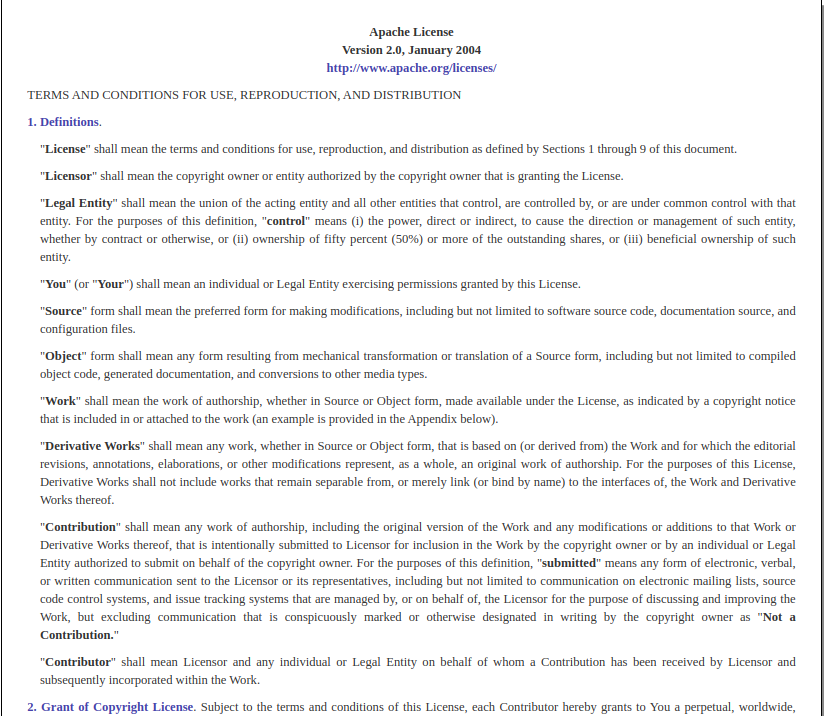 Apache License
Version 2.0, January 2004
http://www.apache.org/licenses/
TERMS AND CONDITIONS FOR USE, REPRODUCTION, AND DISTRIBUTION
1. Definitions.
"License" shall mean the terms and conditions for use, reproduction, and distribution as defined by Sections 1 through 9 of this document.
"Licensor" shall mean the copyright owner or entity authorized by the copyright owner that is granting the License.
"Legal Entity" shall mean the union of the acting entity and all other entities that control, are controlled by, or are under common control with that
entity. For the purposes of this definition, "control" means (i) the power, direct or indirect, to cause the direction or management of such entity,
whether by contract or otherwise, or (ii) ownership of fifty percent (50%) or more of the outstanding shares, or (iii) beneficial ownership of such
entity.
"You" (or "Your") shall mean an individual or Legal Entity exercising permissions granted by this License.
"Source" form shall mean the preferred form for making modifications, including but not limited to software source code, documentation source, and
configuration files.
"Object" form shall mean any form resulting from mechanical transformation or translation of a Source form, including but not limited to compiled
object code, generated documentation, and conversions to other media types.
"Work" shall mean the work of authorship, whether in Source or Object form, made available under the License, as indicated by a copyright notice
that is included in or attached to the work (an example is provided in the Appendix below).
"Derivative Works" shall mean any work, whether in Source or Object form, that is based on (or derived from) the Work and for which the editorial
revisions, annotations, elaborations, or other modifications represent, as a whole, an original work of authorship. For the purposes of this License,
Derivative Works shall not include works that remain separable from, or merely link (or bind by name) to the interfaces of, the Work and Derivative
Works thereof.
"Contribution" shall mean any work of authorship, including the original version of the Work and any modifications or additions to that Work or
Derivative Works thereof, that is intentionally submitted to Licensor for inclusion in the Work by the copyright owner or by an individual or Legal
Entity authorized to submit on behalf of the copyright owner. For the purposes of this definition, "submitted" means any form of electronic, verbal,
or written communication sent to the Licensor or its representatives, including but not limited to communication on electronic mailing lists, source
code control systems, and issue tracking systems that are managed by, or on behalf of, the Licensor for the purpose of discussing and improving the
Work, but excluding communication that is conspicuously marked or otherwise designated in writing by the copyright owner as "Not a
Contribution."
"Contributor" shall mean Licensor and any individual or Legal Entity on behalf of whom a Contribution has been received by Licensor and
subsequently incorporated within the Work.
2. Grant of Copyright License. Subject to the terms and conditions of this License, each Contributor hereby grants to You a perpetual, worldwide,